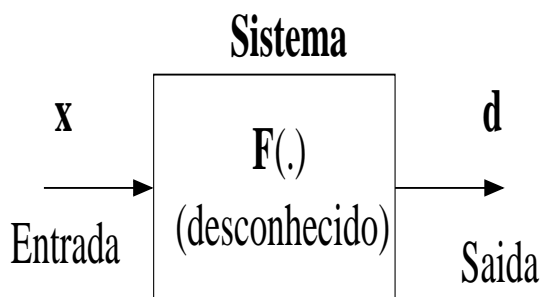 Sistema
x
d
F(.)
(desconhecido)
Entrada
Saida